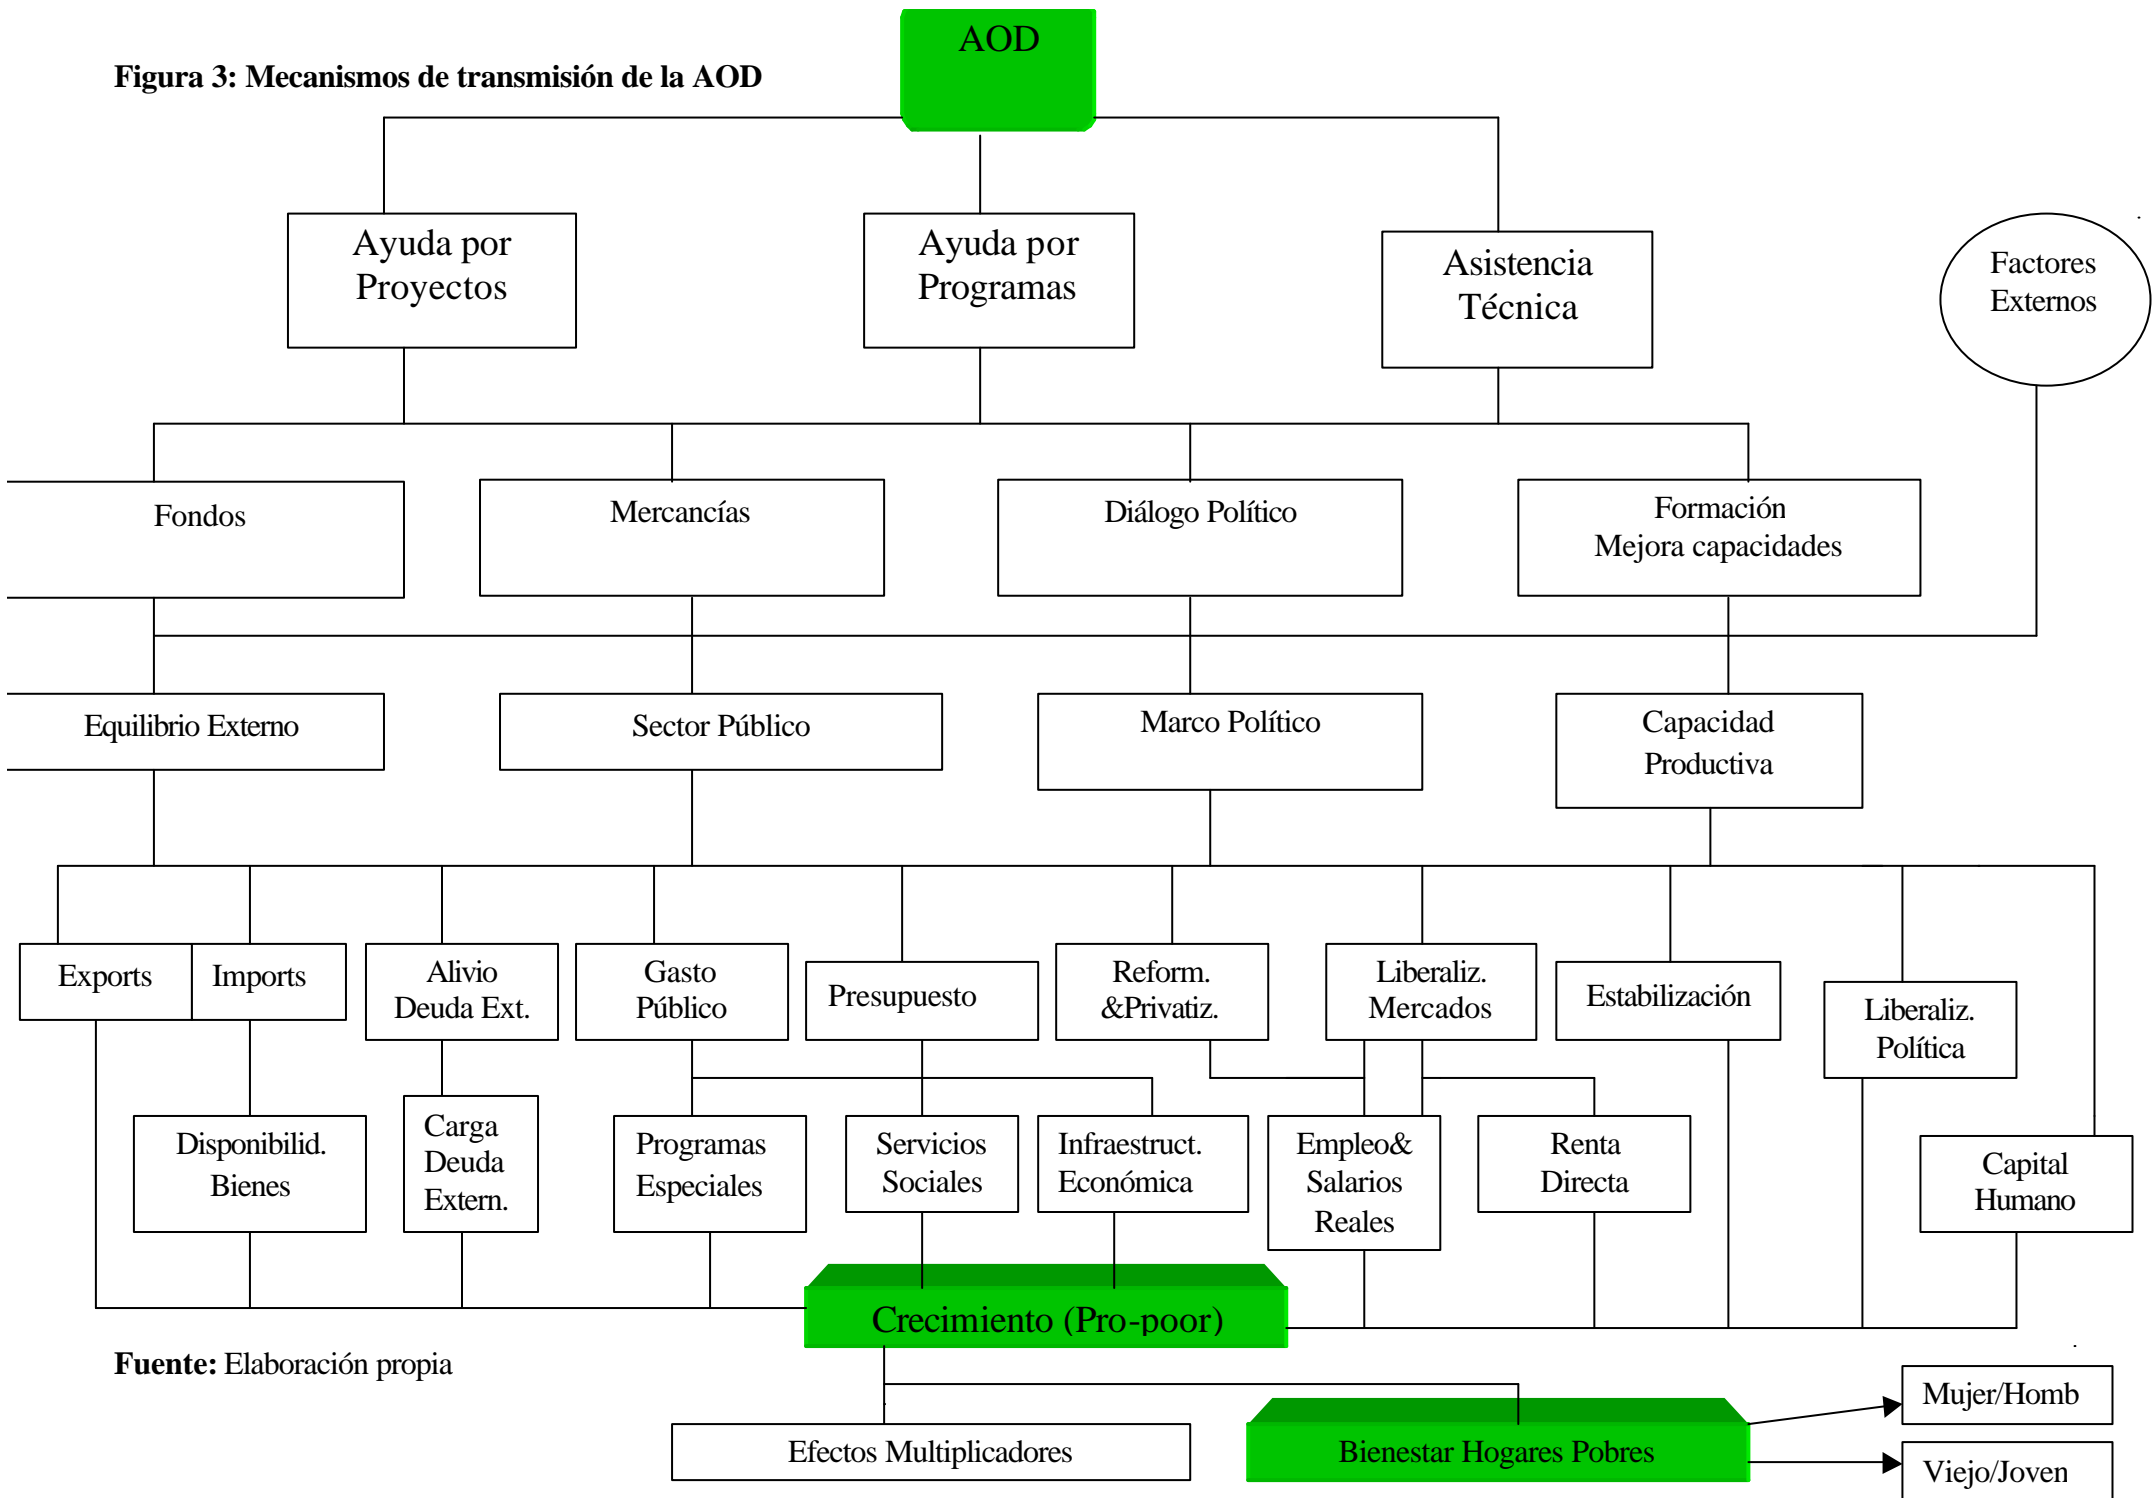 AOD
Figura 3: Mecanismos de transmisión de la AOD
Ayuda por
Proyectos
Ayuda por
Programas
Asistencia
Técnica
Factores
Externos
Fondos
Mercancías
Diálogo Político
Formación
Mejora capacidades
Equilibrio Externo
Sector Público
Marco Político
Capacidad
Productiva
Exports
Imports
Alivio
Deuda Ext.
Gasto
Público
Presupuesto
Reform.
&Privatiz.
Liberaliz.
Mercados
Estabilización
Liberaliz.
Política
Disponibilid.
Bienes
Carga
Deuda
Extern.
Programas
Especiales
Servicios
Sociales
Infraestruct.
Económica
Empleo&
Salarios
Reales
Renta
Directa
Capital
Humano
Crecimiento (Pro-poor)
Fuente: Elaboración propia
Efectos Multiplicadores
Bienestar Hogares Pobres
Mujer/Homb
Viejo/Joven